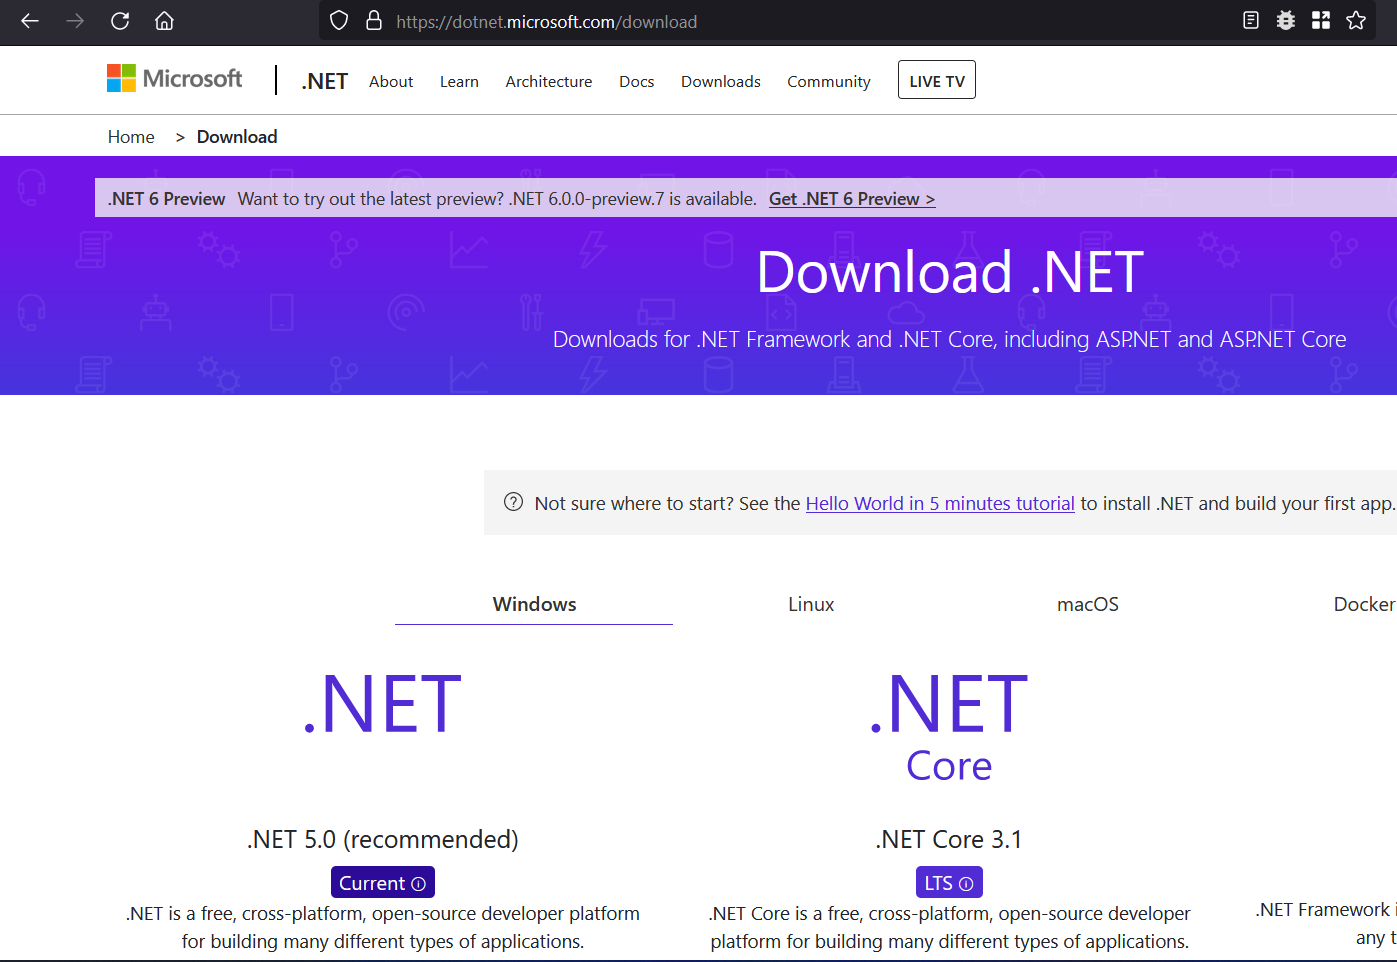 https://dotnet.microsoft.com/download
Microsoft .NET About Learn Architecture Docs Downloads Community LIVE TV
Home > Download
.NET 6 Preview Want to try out the latest preview? .NET 6.0.0-preview.7 is available. Get .NET 6 Preview >
Download .NET
Downloads for .NET Framework and .NET Core, including ASP.NET and ASP.NET Core
Not sure where to start? See the Hello World in 5 minutes tutorial to install .NET and build your first app.
Windows Linux macOS Docker
.NET
.NET
Core
.NET 5.0 (recommended)
Current
.NET is a free, cross-platform, open-source developer platform
for building many different types of applications.
.NET Core 3.1
LTS
.NET Core is a free, cross-platform, open-source developer
platform for building many different types of applications.
.NET Framework
any